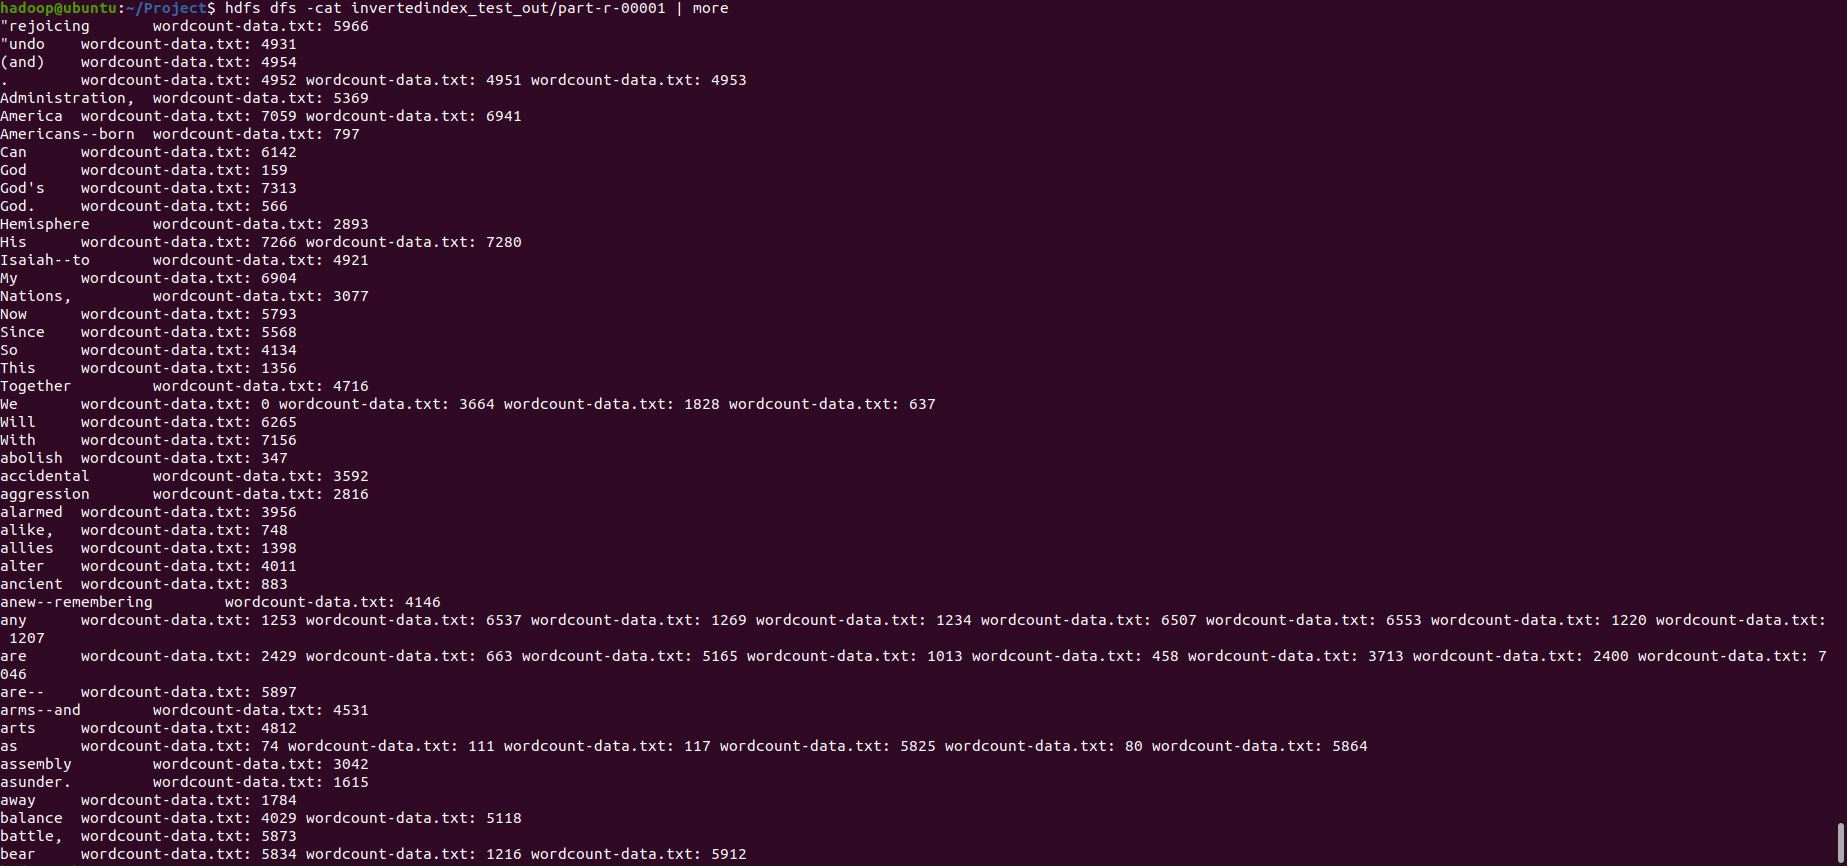 hadoop@ubuntu:~/Project$ hdfs dfs -cat invertedindex_test_out/part-r-00001 | more
"rejoicing	wordcount-data.txt: 5966
"undo	wordcount-data.txt: 4931
(and)	wordcount-data.txt: 4954
.	wordcount-data.txt: 4952 wordcount-data.txt: 4951 wordcount-data.txt: 4953
Administration,	wordcount-data.txt: 5369
America	wordcount-data.txt: 7059 wordcount-data.txt: 6941
Americans--born	wordcount-data.txt: 797
Can	wordcount-data.txt: 6142
God	wordcount-data.txt: 159
God's	wordcount-data.txt: 7313
God.	wordcount-data.txt: 566
Hemisphere	wordcount-data.txt: 2893
His	wordcount-data.txt: 7266 wordcount-data.txt: 7280
Isaiah--to	wordcount-data.txt: 4921
My	wordcount-data.txt: 6904
Nations,	wordcount-data.txt: 3077
Now	wordcount-data.txt: 5793
Since	wordcount-data.txt: 5568
So	wordcount-data.txt: 4134
This	wordcount-data.txt: 1356
Together	wordcount-data.txt: 4716
We	wordcount-data.txt: 0 wordcount-data.txt: 3664 wordcount-data.txt: 1828 wordcount-data.txt: 637
Will	wordcount-data.txt: 6265
With	wordcount-data.txt: 7156
abolish	wordcount-data.txt: 347
accidental	wordcount-data.txt: 3592
aggression	wordcount-data.txt: 2816
alarmed	wordcount-data.txt: 3956
alike,	wordcount-data.txt: 748
allies	wordcount-data.txt: 1398
alter	wordcount-data.txt: 4011
ancient	wordcount-data.txt: 883
anew--remembering	wordcount-data.txt: 4146
any	wordcount-data.txt: 1253 wordcount-data.txt: 6537 wordcount-data.txt: 1269 wordcount-data.txt: 1234 wordcount-data.txt: 6507 wordcount-data.txt: 6553 wordcount-data.txt: 1220 wordcount-data.txt:
 1207
are	wordcount-data.txt: 2429 wordcount-data.txt: 663 wordcount-data.txt: 5165 wordcount-data.txt: 1013 wordcount-data.txt: 458 wordcount-data.txt: 3713 wordcount-data.txt: 2400 wordcount-data.txt: 7
046
are--	wordcount-data.txt: 5897
arms--and	wordcount-data.txt: 4531
arts	wordcount-data.txt: 4812
as	wordcount-data.txt: 74 wordcount-data.txt: 111 wordcount-data.txt: 117 wordcount-data.txt: 5825 wordcount-data.txt: 80 wordcount-data.txt: 5864
assembly	wordcount-data.txt: 3042
asunder.	wordcount-data.txt: 1615
away	wordcount-data.txt: 1784
balance	wordcount-data.txt: 4029 wordcount-data.txt: 5118
battle,	wordcount-data.txt: 5873
bear	wordcount-data.txt: 5834 wordcount-data.txt: 1216 wordcount-data.txt: 5912